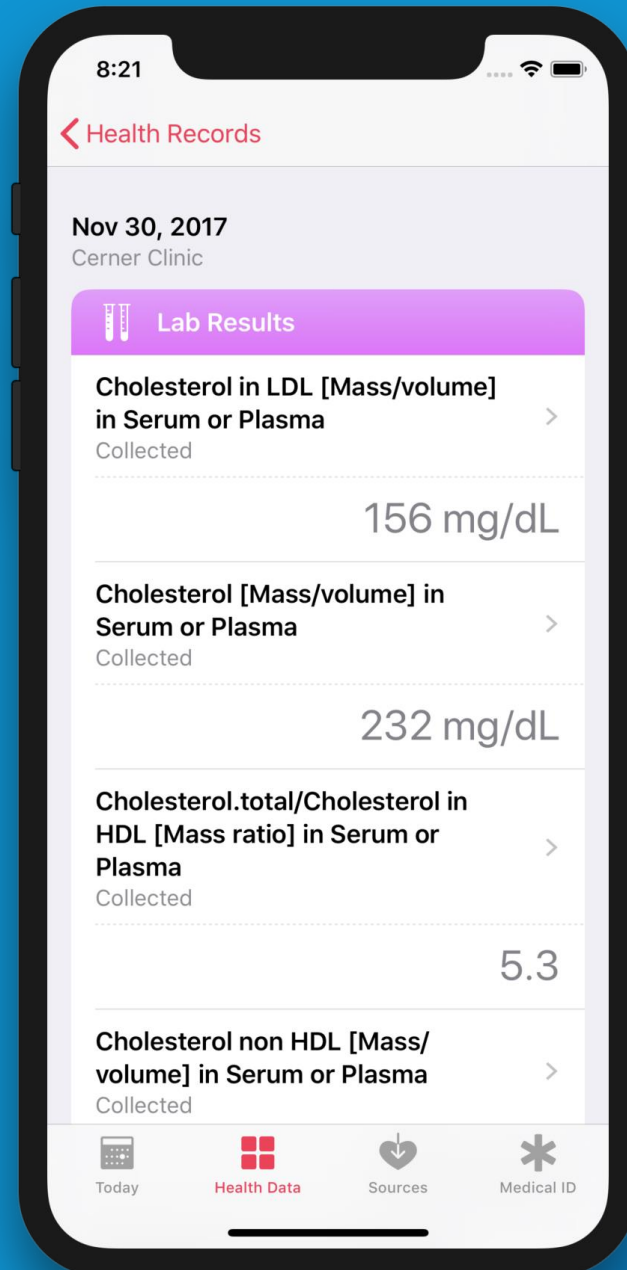 8:21
Health Records
Nov 30, 2017
Cerner Clinic
Lab Results
Cholesterol in LDL [Mass/volume]
in Serum or Plasma
Collected
156 mg/dL
Cholesterol [Mass/volume] in
Serum or Plasma
Collected
232 mg/dL
Cholesterol.total/Cholesterol in
HDL [Mass ratio] in Serum or
Plasma
Collected
5.3
Cholesterol non HDL [Mass/
volume] in Serum or Plasma
Collected
Today
Health Data
Sources
Medical ID